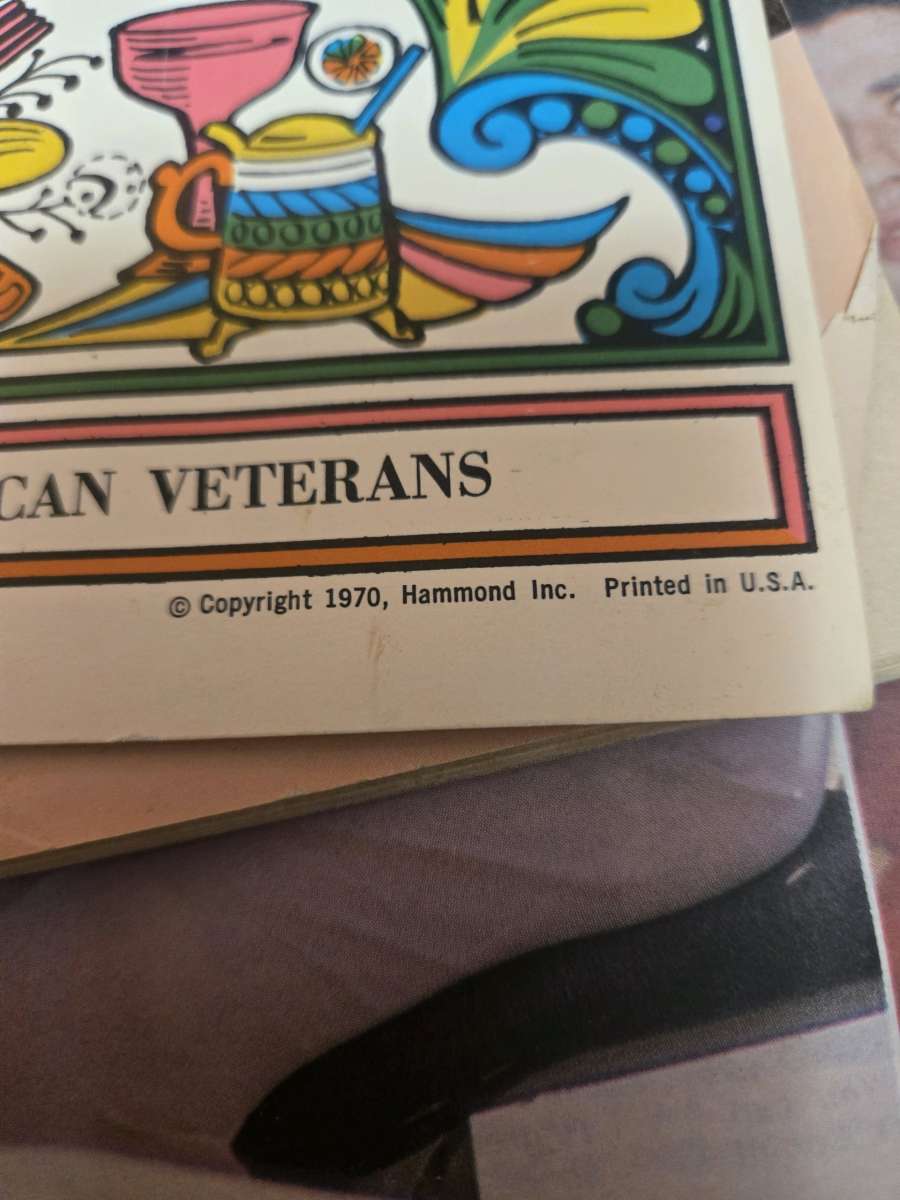 CAN VETERANS
© Copyright 1970, Hammond Inc. Printed in U.S.A.